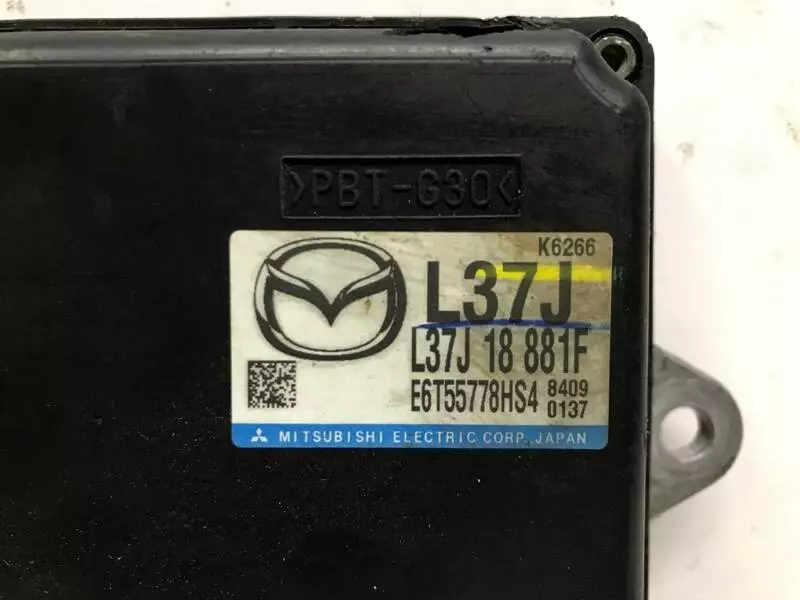 >PBT-G30<
K6266
L37J
L37J 18 881F
E6T55778HS4 8409
0137
MITSUBISHI ELECTRIC CORP., JAPAN